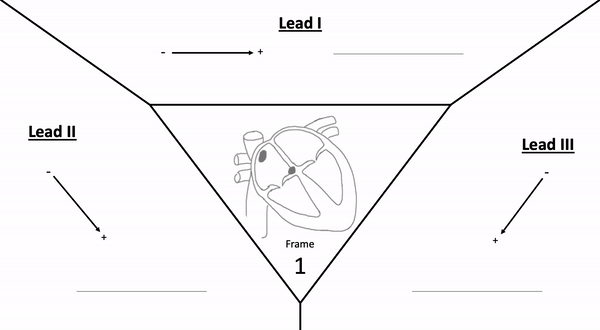 Lead I
- +
Lead II
- +
Lead III
- +
Frame
1